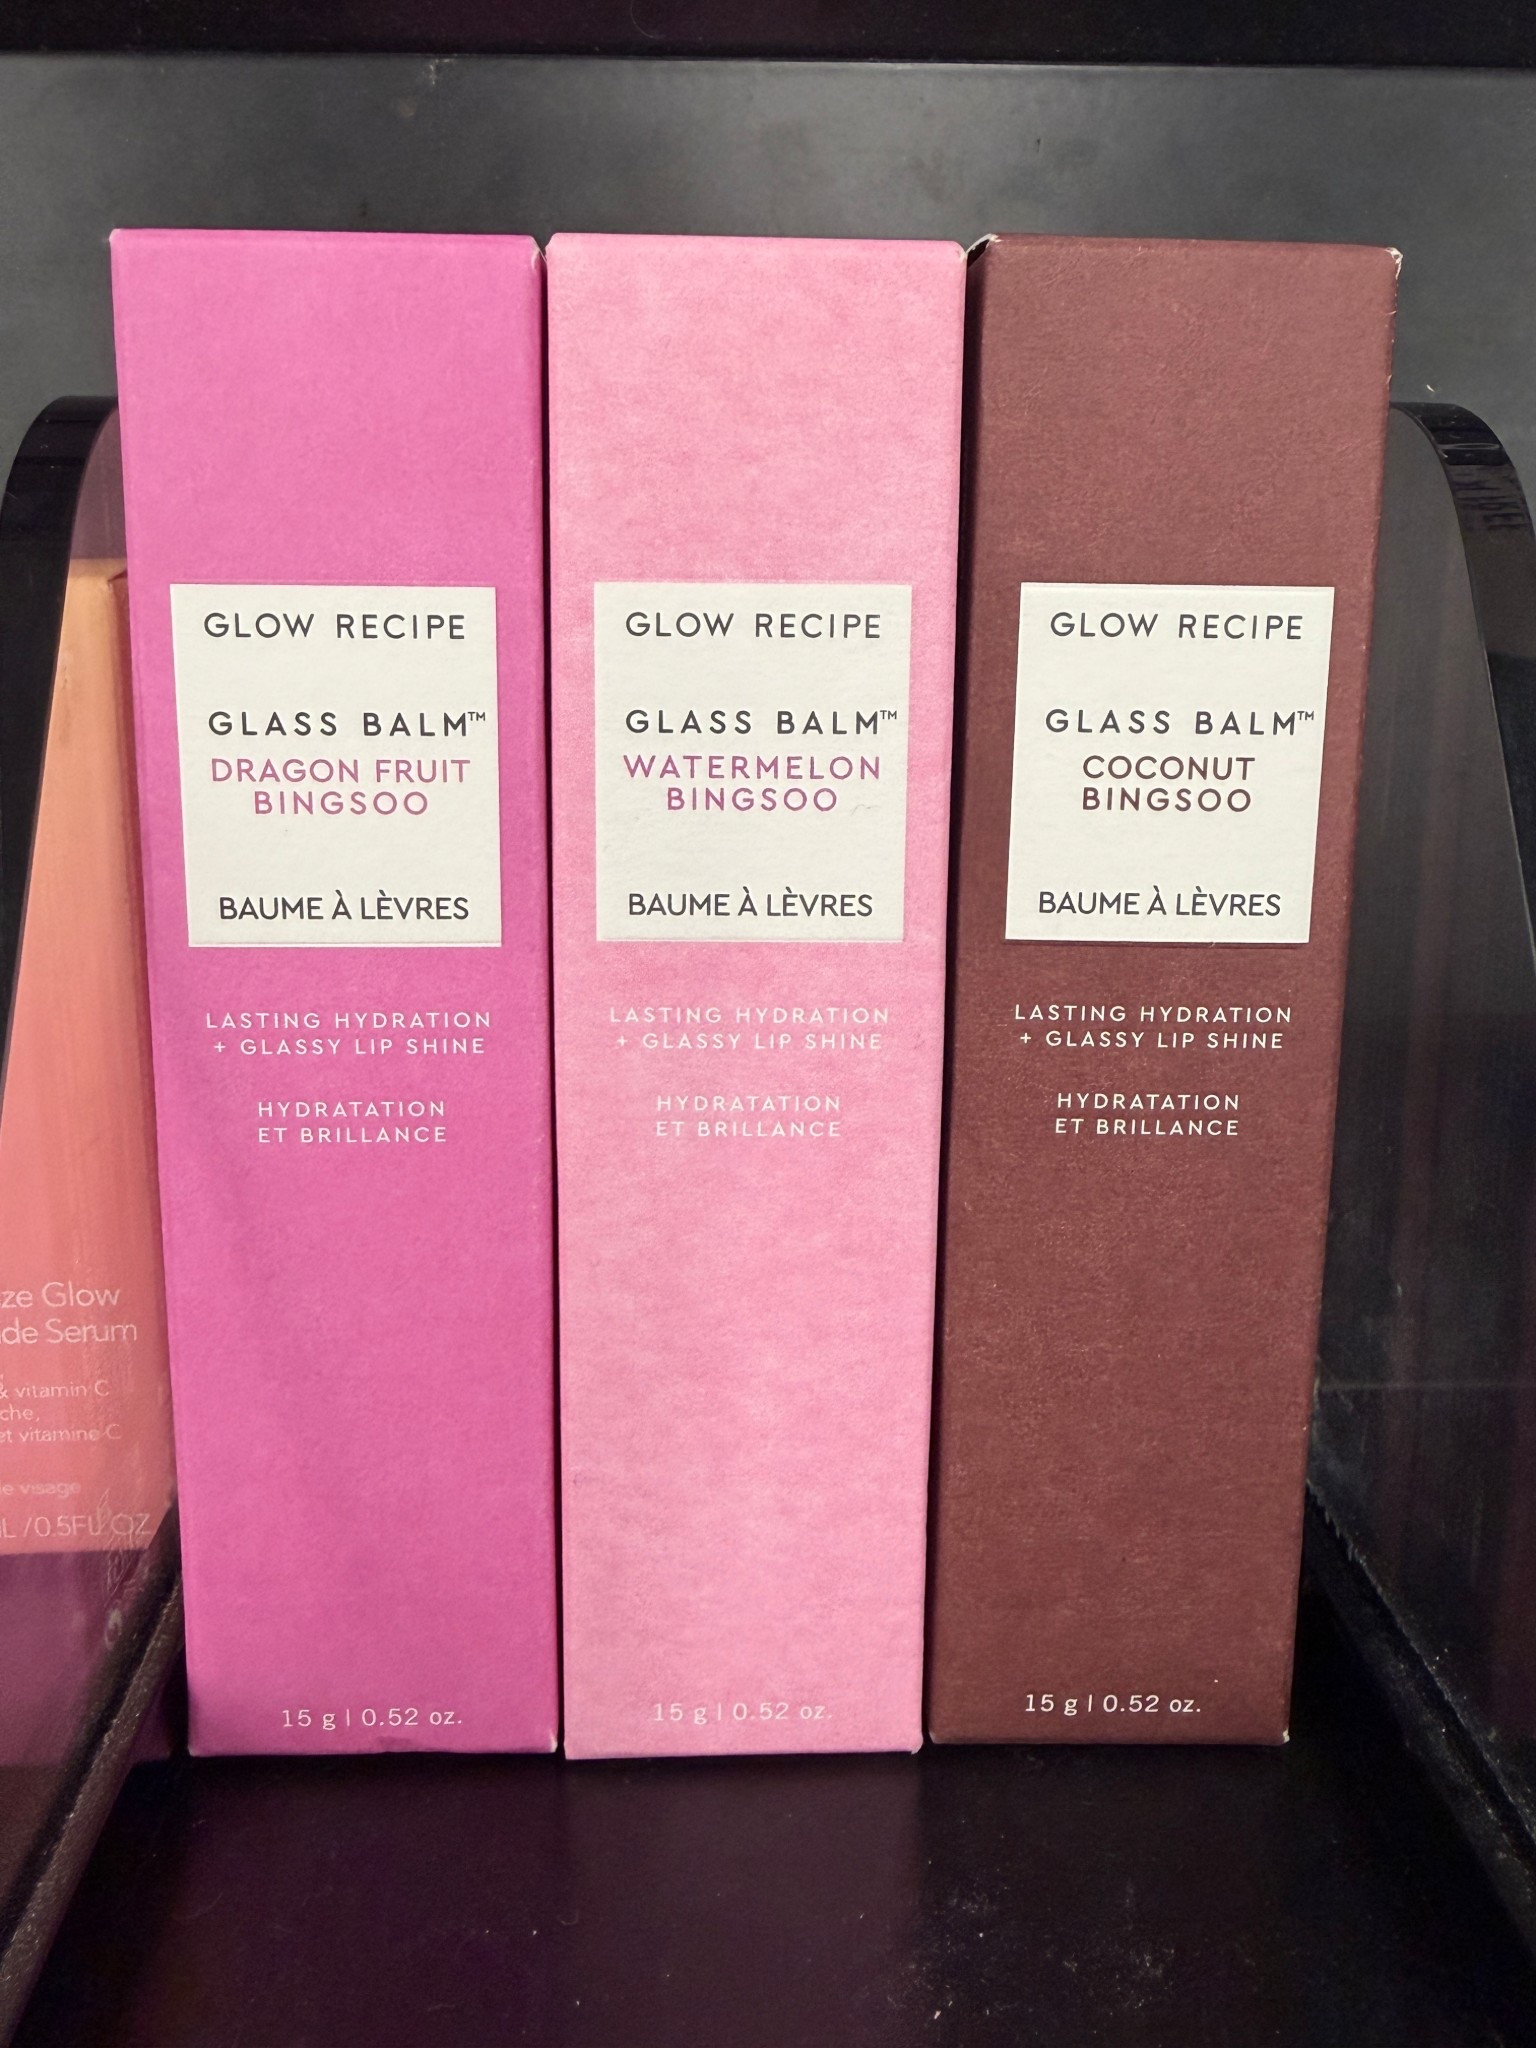 GLOW RECIPE
GLASS BALM™
DRAGON FRUIT
BINGSOO
BAUME À LÈVRES
LASTING HYDRATION
+ GLASSY LIP SHINE
HYDRATATION
ET BRILLANCE
15 g | 0.52 oz.
GLOW RECIPE
GLASS BALM™
WATERMELON
BINGSOO
BAUME À LÈVRES
LASTING HYDRATION
+ GLASSY LIP SHINE
HYDRATATION
ET BRILLANCE
15 g | 0.52 oz.
GLOW RECIPE
GLASS BALM™
COCONUT
BINGSOO
BAUME À LÈVRES
LASTING HYDRATION
+ GLASSY LIP SHINE
HYDRATATION
ET BRILLANCE
15 g | 0.52 oz.
Glow
Serum
& vitamin C
et vitamine C
visage
/0.5FL OZ